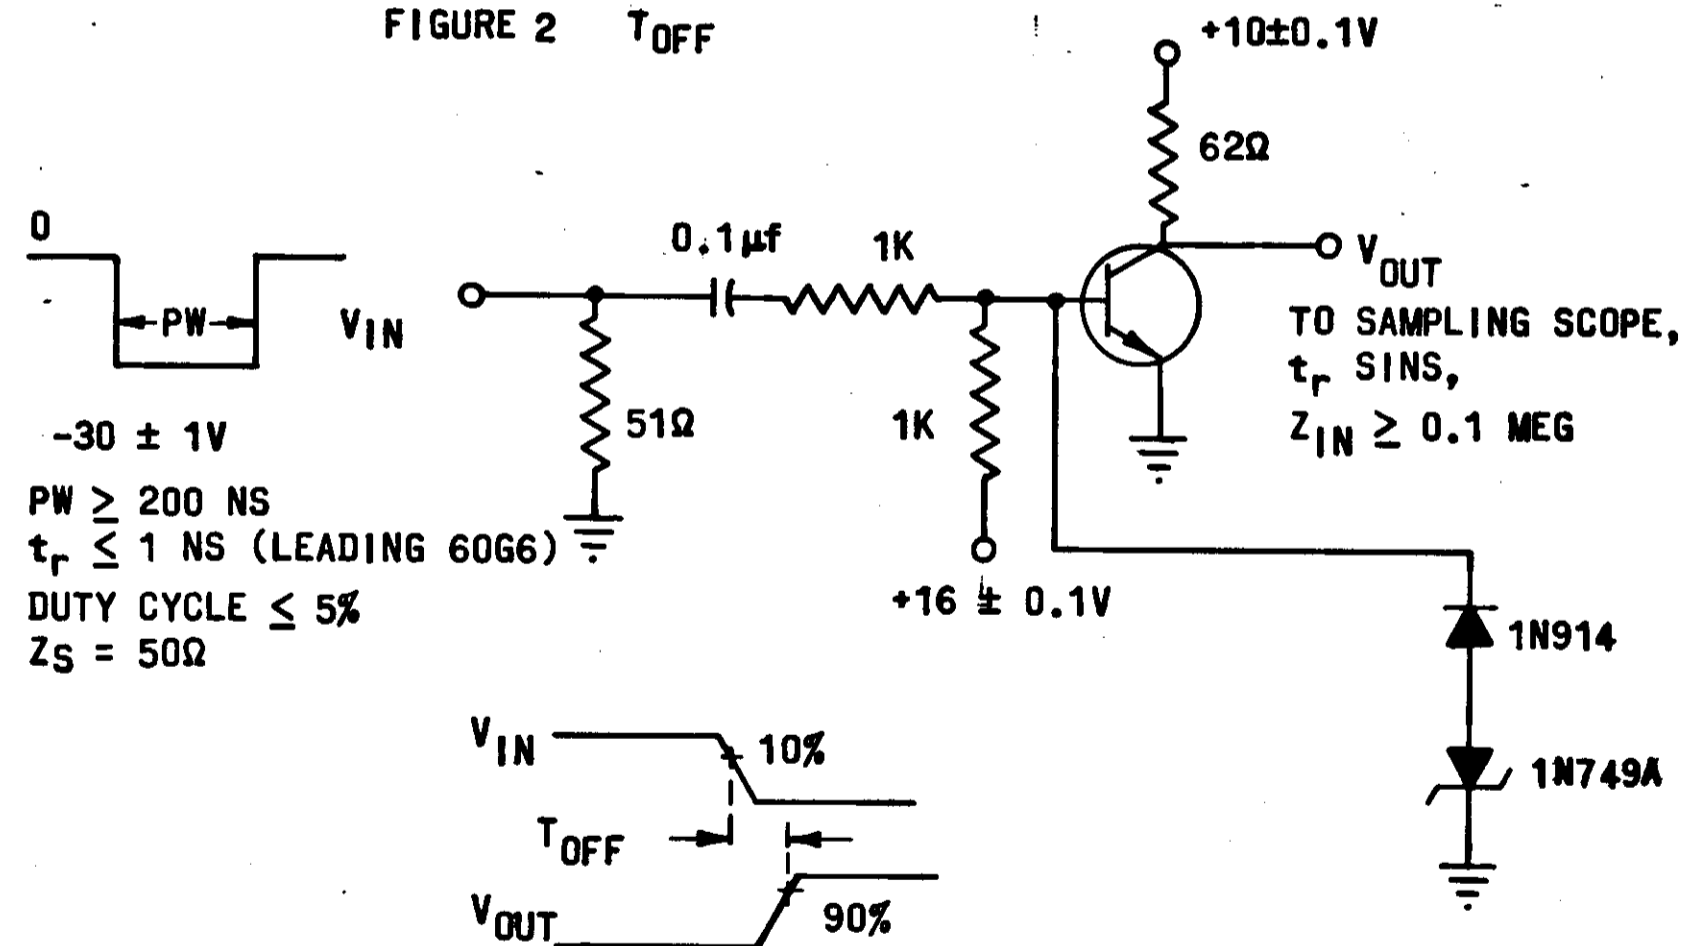 FIGURE 2 TOFF
+10±0.1V
62Ω
0
0.1µf
1K
VOUT
PW
VIN
TO SAMPLING SCOPE,
tr SINS,
51Ω
1K
ZIN ≥ 0.1 MEG
-30 ± 1V
PW ≥ 200 NS
tr ≤ 1 NS (LEADING 60G6)
DUTY CYCLE ≤ 5%
ZS = 50Ω
+16 ± 0.1V
1N914
VIN
10%
1N749A
TOFF
VOUT
90%